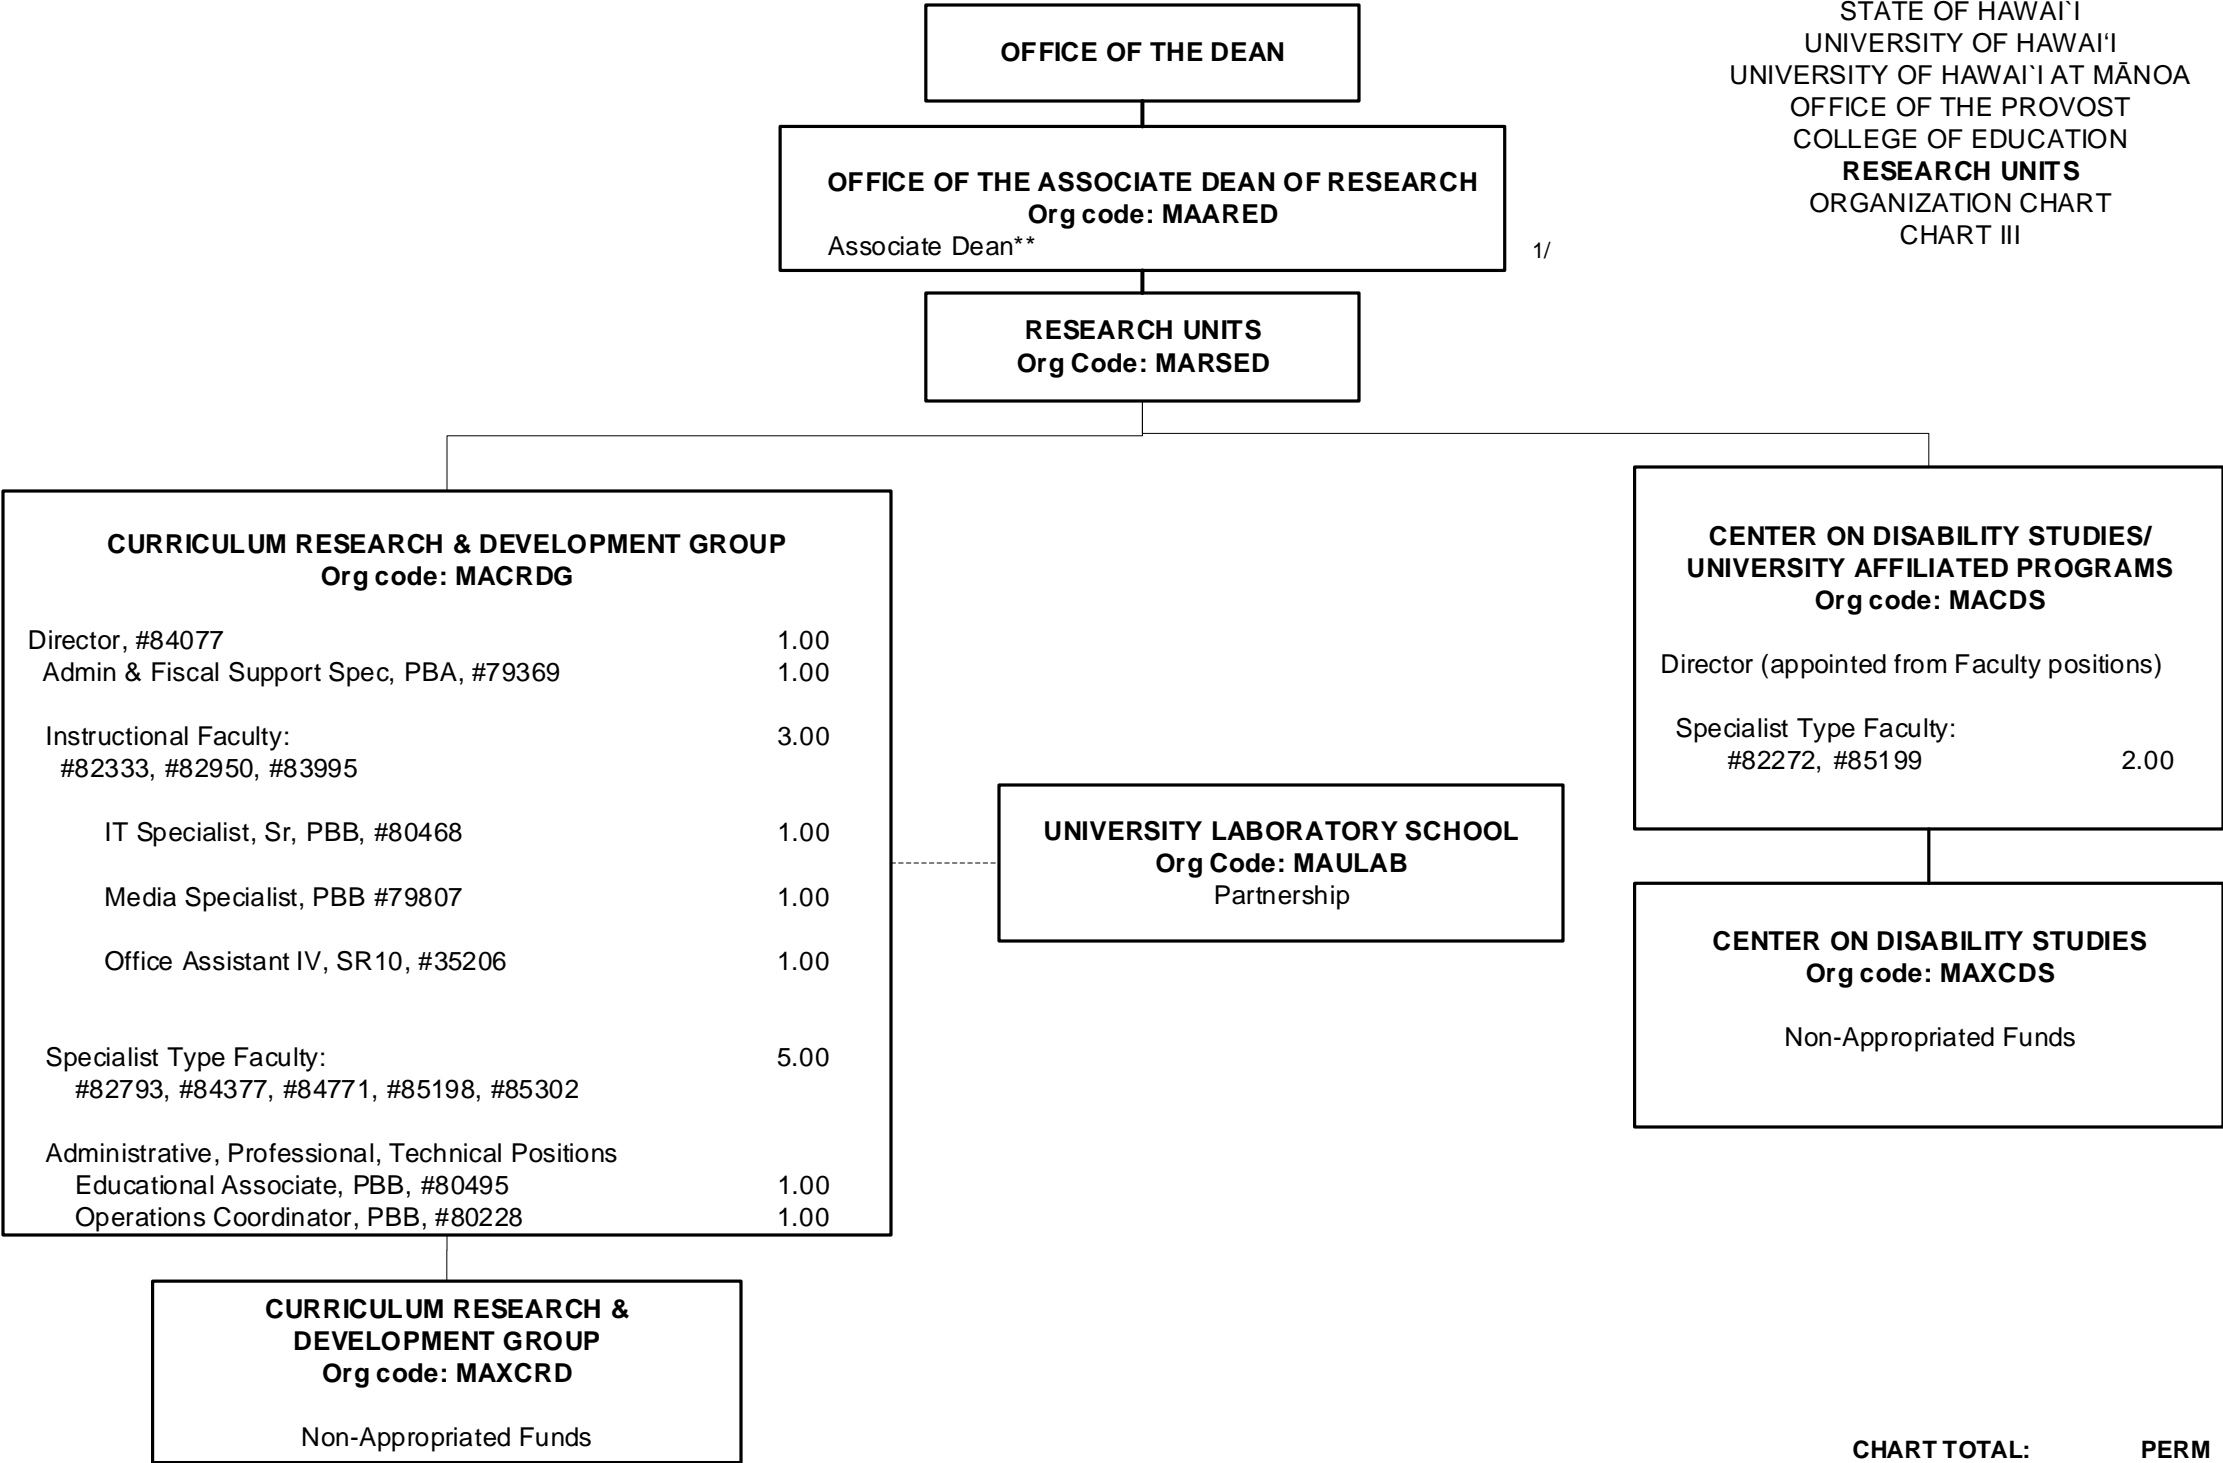 STATE OF HAWAI`I
UNIVERSITY OF HAWAI‘I
UNIVERSITY OF HAWAI`I AT MĀNOA
OFFICE OF THE PROVOST
COLLEGE OF EDUCATION
RESEARCH UNITS
ORGANIZATION CHART
CHART III
OFFICE OF THE DEAN
OFFICE OF THE ASSOCIATE DEAN OF RESEARCH
Org code: MAARED
Associate Dean**
1/
RESEARCH UNITS
Org Code: MARSED
CURRICULUM RESEARCH & DEVELOPMENT GROUP
Org code: MACRDG
Director, #84077 1.00
Admin & Fiscal Support Spec, PBA, #79369 1.00
Instructional Faculty: 3.00
#82333, #82950, #83995
IT Specialist, Sr, PBB, #80468 1.00
Media Specialist, PBB #79807 1.00
Office Assistant IV, SR10, #35206 1.00
Specialist Type Faculty: 5.00
#82793, #84377, #84771, #85198, #85302
Administrative, Professional, Technical Positions
Educational Associate, PBB, #80495 1.00
Operations Coordinator, PBB, #80228 1.00
CURRICULUM RESEARCH &
DEVELOPMENT GROUP
Org code: MAXCRD
Non-Appropriated Funds
UNIVERSITY LABORATORY SCHOOL
Org Code: MAULAB
Partnership
CENTER ON DISABILITY STUDIES/
UNIVERSITY AFFILIATED PROGRAMS
Org code: MACDS
Director (appointed from Faculty positions)
Specialist Type Faculty:
#82272, #85199 2.00
CENTER ON DISABILITY STUDIES
Org code: MAXCDS
Non-Appropriated Funds
CHART TOTAL: PERM